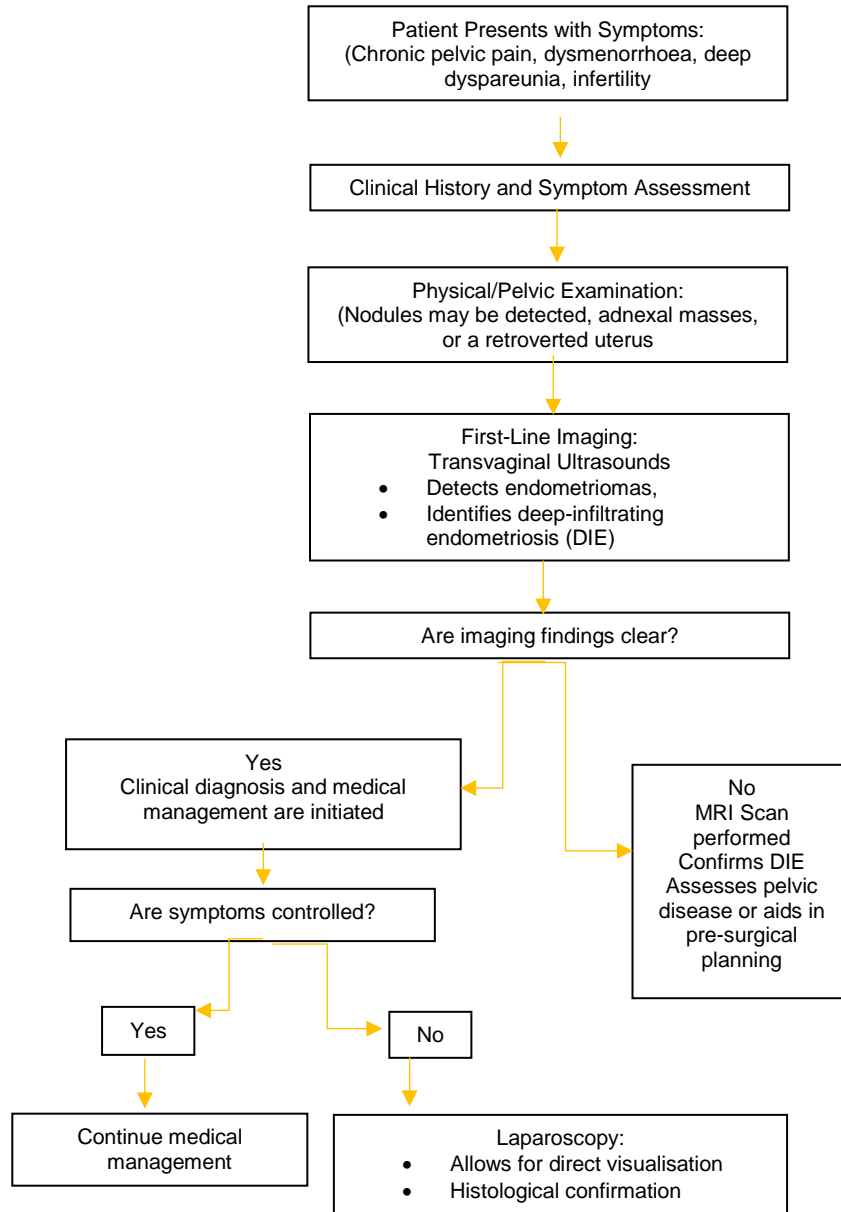 Patient Presents with Symptoms:
(Chronic pelvic pain, dysmenorrhoea, deep
dyspareunia, infertility
Clinical History and Symptom Assessment
Physical/Pelvic Examination:
(Nodules may be detected, adnexal masses,
or a retroverted uterus
First-Line Imaging:
Transvaginal Ultrasounds
• Detects endometriomas,
• Identifies deep-infiltrating
endometriosis (DIE)
Are imaging findings clear?
Yes
Clinical diagnosis and medical
management are initiated
No
MRI Scan
performed
Confirms DIE
Assesses pelvic
disease or aids in
pre-surgical
planning
Are symptoms controlled?
Yes
No
Continue medical
management
Laparoscopy:
• Allows for direct visualisation
• Histological confirmation